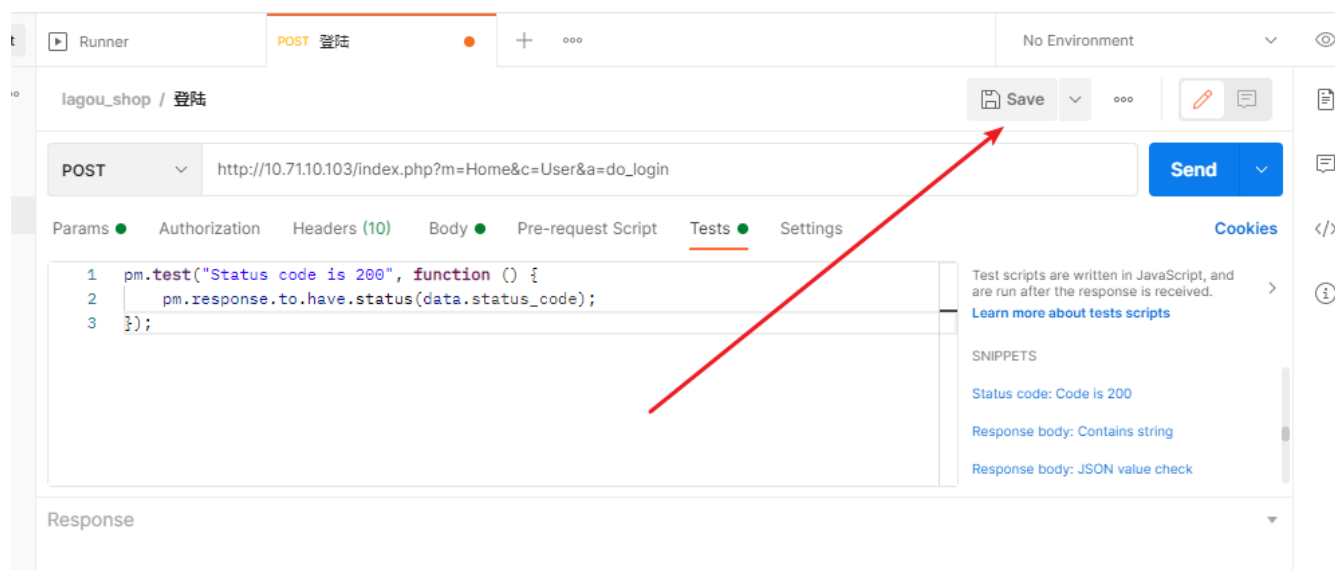 t
Runner
POST 登陆
No Environment
lagou_shop / 登陆
Save
POST
http://10.71.10.103/index.php?m=Home&c=User&a=do_login
Send
Params
Authorization
Headers (10)
Body
Pre-request Script
Tests
Settings
Cookies
1 pm.test("Status code is 200", function () {
2 pm.response.to.have.status(data.status_code);
3 });
Test scripts are written in JavaScript, and
are run after the response is received.
Learn more about tests scripts
SNIPPETS
Status code: Code is 200
Response body: Contains string
Response body: JSON value check
Response